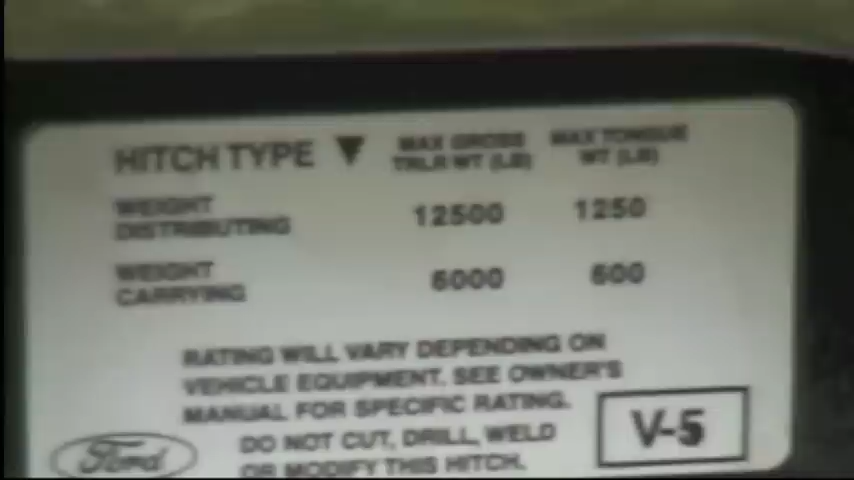 HITCH TYPE ▼ MAX GROSS TRLR WT (LB) MAX TONGUE WT (LB)
WEIGHT DISTRIBUTING 12500 1250
WEIGHT CARRYING 6000 600
RATING WILL VARY DEPENDING ON
VEHICLE EQUIPMENT. SEE OWNER'S
MANUAL FOR SPECIFIC RATING.
DO NOT CUT, DRILL, WELD
OR MODIFY THIS HITCH.
Ford
V-5